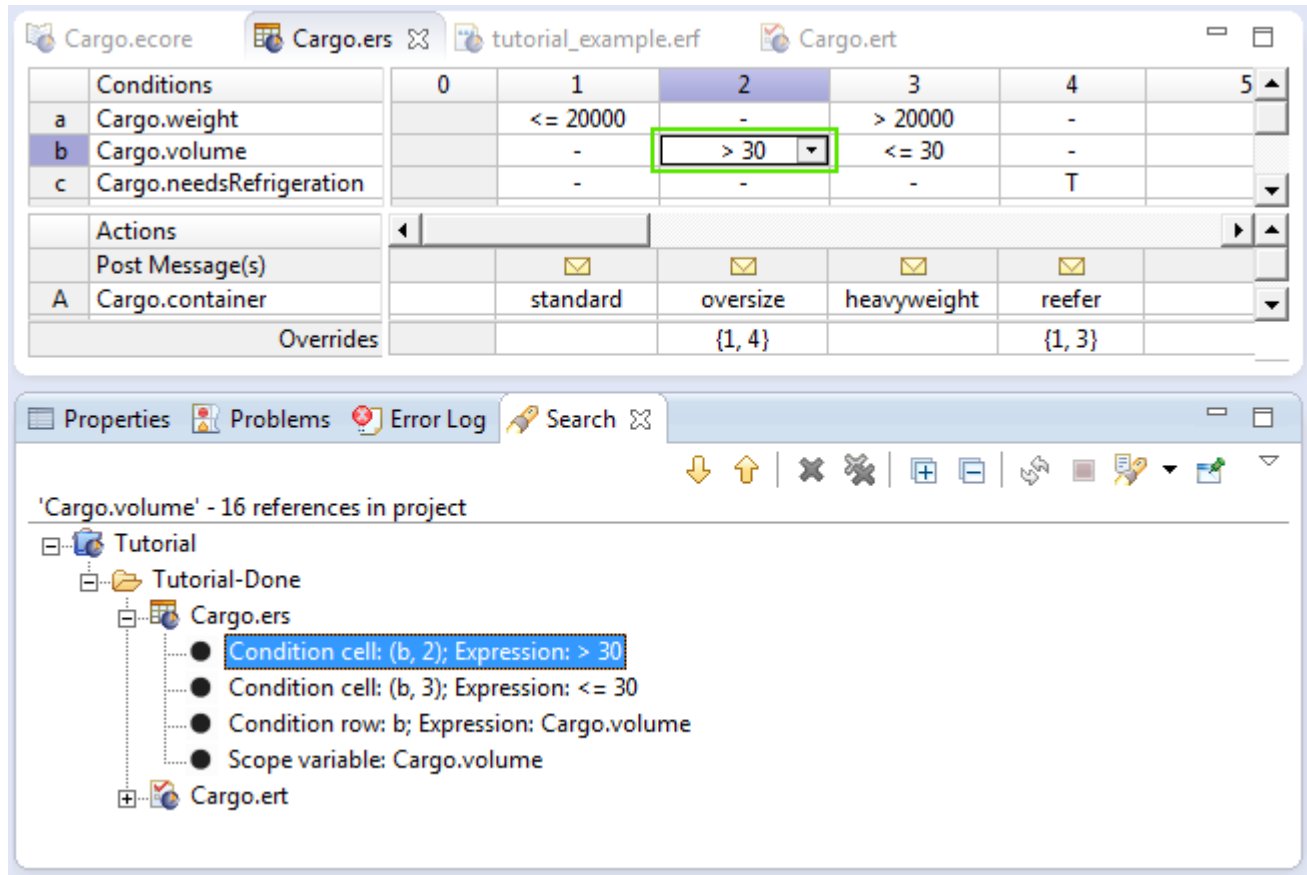 Cargo.ecore Cargo.ers tutorial_example.erf Cargo.ert
Conditions 0 1 2 3 4 5
a Cargo.weight <= 20000 - > 20000 -
b Cargo.volume - > 30 <= 30 -
c Cargo.needsRefrigeration - - - T
Actions
Post Message(s)
A Cargo.container standard oversize heavyweight reefer
Overrides {1, 4} {1, 3}
Properties Problems Error Log Search
'Cargo.volume' - 16 references in project
Tutorial
Tutorial-Done
Cargo.ers
Condition cell: (b, 2); Expression: > 30
Condition cell: (b, 3); Expression: <= 30
Condition row: b; Expression: Cargo.volume
Scope variable: Cargo.volume
Cargo.ert